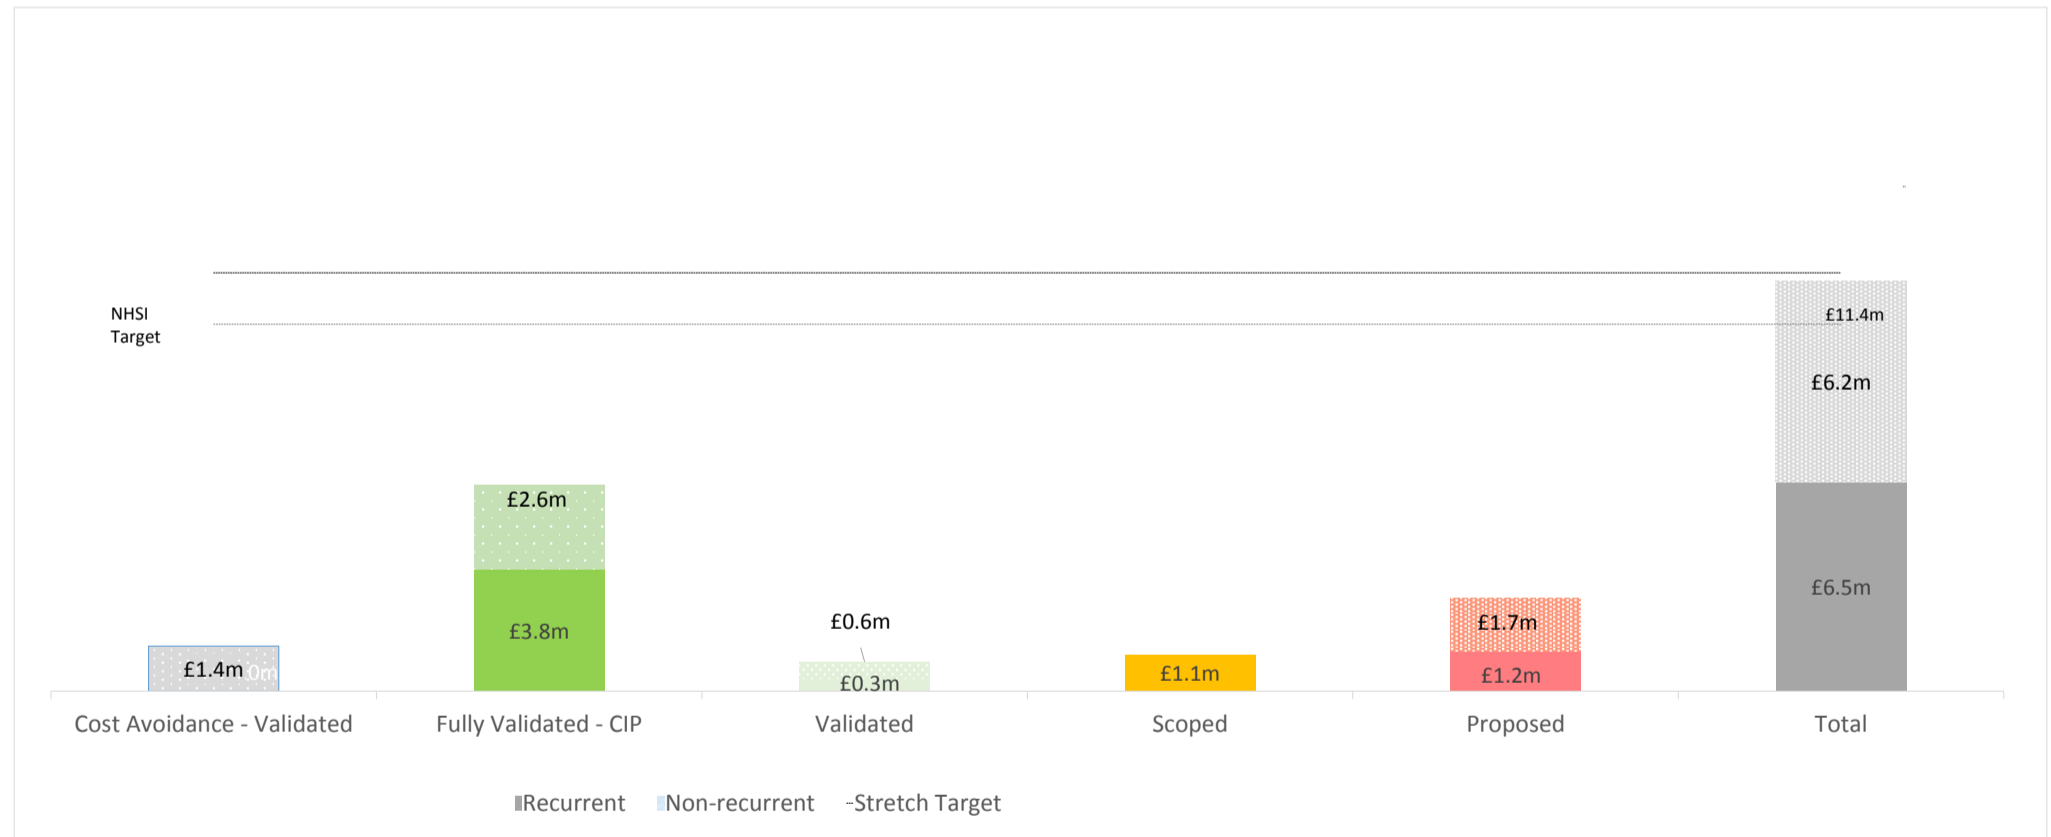 NHSI
Target
£11.4m
£6.2m
£2.6m
£6.5m
£3.8m
£0.6m
£1.7m
£1.4m
£0.3m
£1.1m
£1.2m
Cost Avoidance - Validated
Fully Validated - CIP
Validated
Scoped
Proposed
Total
Recurrent
Non-recurrent
Stretch Target